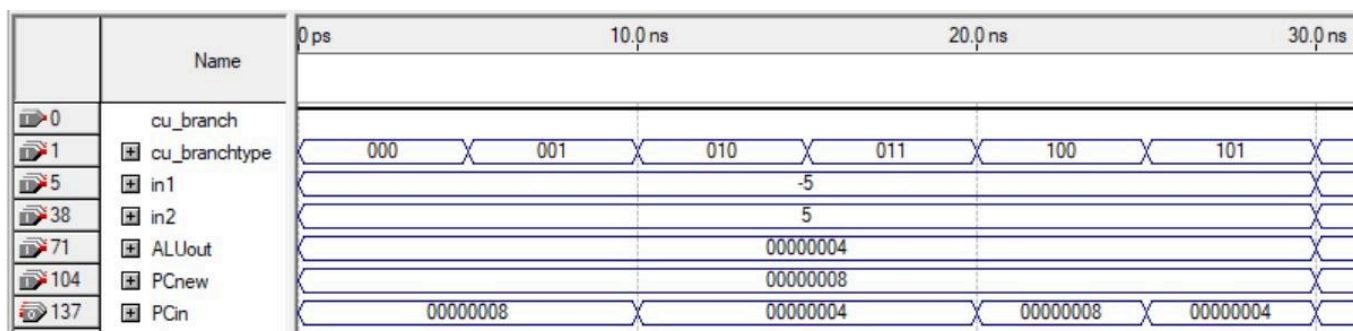 Name 0 ps 10.0 ns 20.0 ns 30.0 ns
0 cu_branch
1 cu_branchtype 000 001 010 011 100 101
5 in1 -5
38 in2 5
71 ALUout 00000004
104 PCnew 00000008
137 PCin 00000008 00000004 00000008 00000004